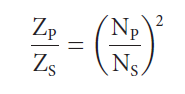 Z_P / Z_S = (N_P / N_S)^2